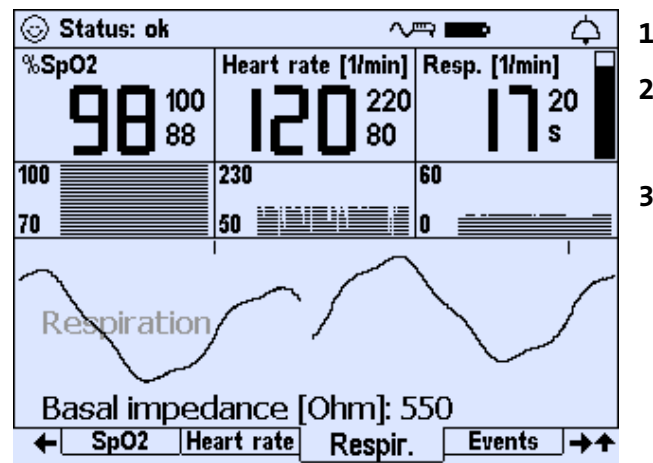 Status: ok
1
%SpO2 Heart rate [1/min] Resp. [1/min]
98 100 88 120 220 80 17 20 s
2
100 230 60
3
70 50 0
Respiration
Basal impedance [Ohm]: 550
SpO2 Heart rate Respir. Events